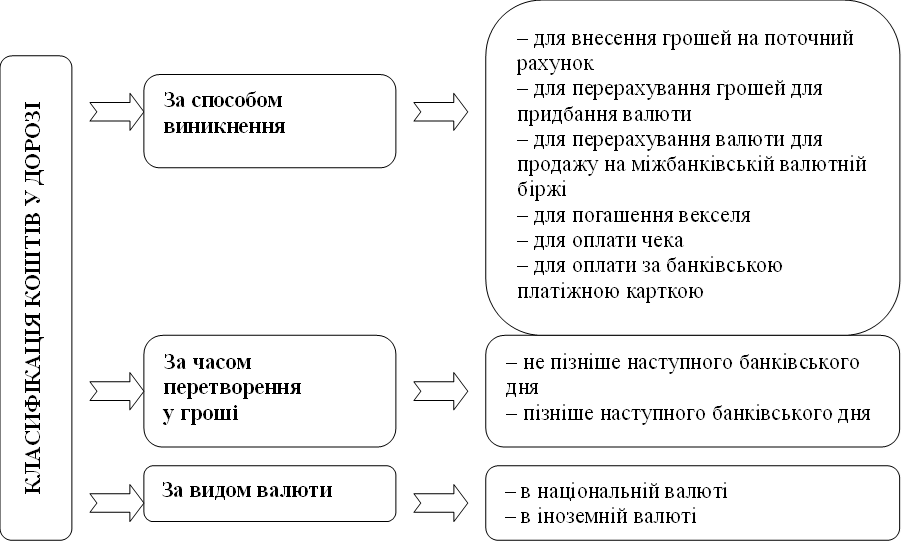 КЛАСИФІКАЦІЯ КОШТІВ У ДОРОЗІ
За способом
виникнення
– для внесення грошей на поточний
рахунок
– для перерахування грошей для
придбання валюти
– для перерахування валюти для
продажу на міжбанківській валютній
біржі
– для погашення векселя
– для оплати чека
– для оплати за банківською
платіжною карткою
За часом
перетворення
у гроші
– не пізніше наступного банківського
дня
– пізніше наступного банківського дня
За видом валюти
– в національній валюті
– в іноземній валюті